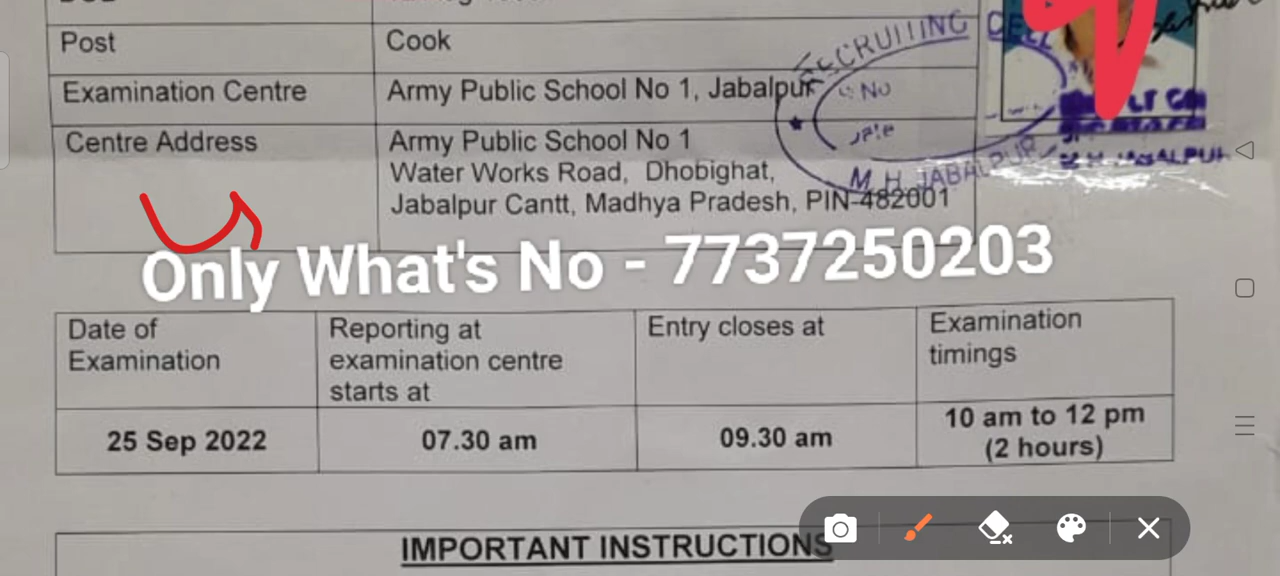 Post
Cook
RECRUITING CELL
Examination Centre
Army Public School No 1, Jabalpur
No
Centre Address
Army Public School No 1
Water Works Road, Dhobighat,
Jabalpur Cantt, Madhya Pradesh, PIN-482001
M H JABALPUR
Only What's No - 7737250203
Date of
Examination
Reporting at
examination centre
starts at
Entry closes at
Examination
timings
25 Sep 2022
07.30 am
09.30 am
10 am to 12 pm
(2 hours)
IMPORTANT INSTRUCTIONS